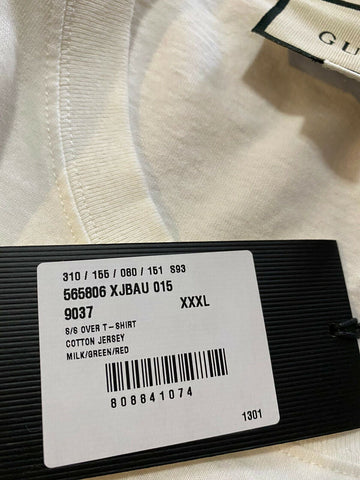 GU
310 / 155 / 080 / 151 S93
565806 XJBAU 015
9037
XXXL
S/S OVER T-SHIRT
COTTON JERSEY
MILK/GREEN/RED
808841074
1301